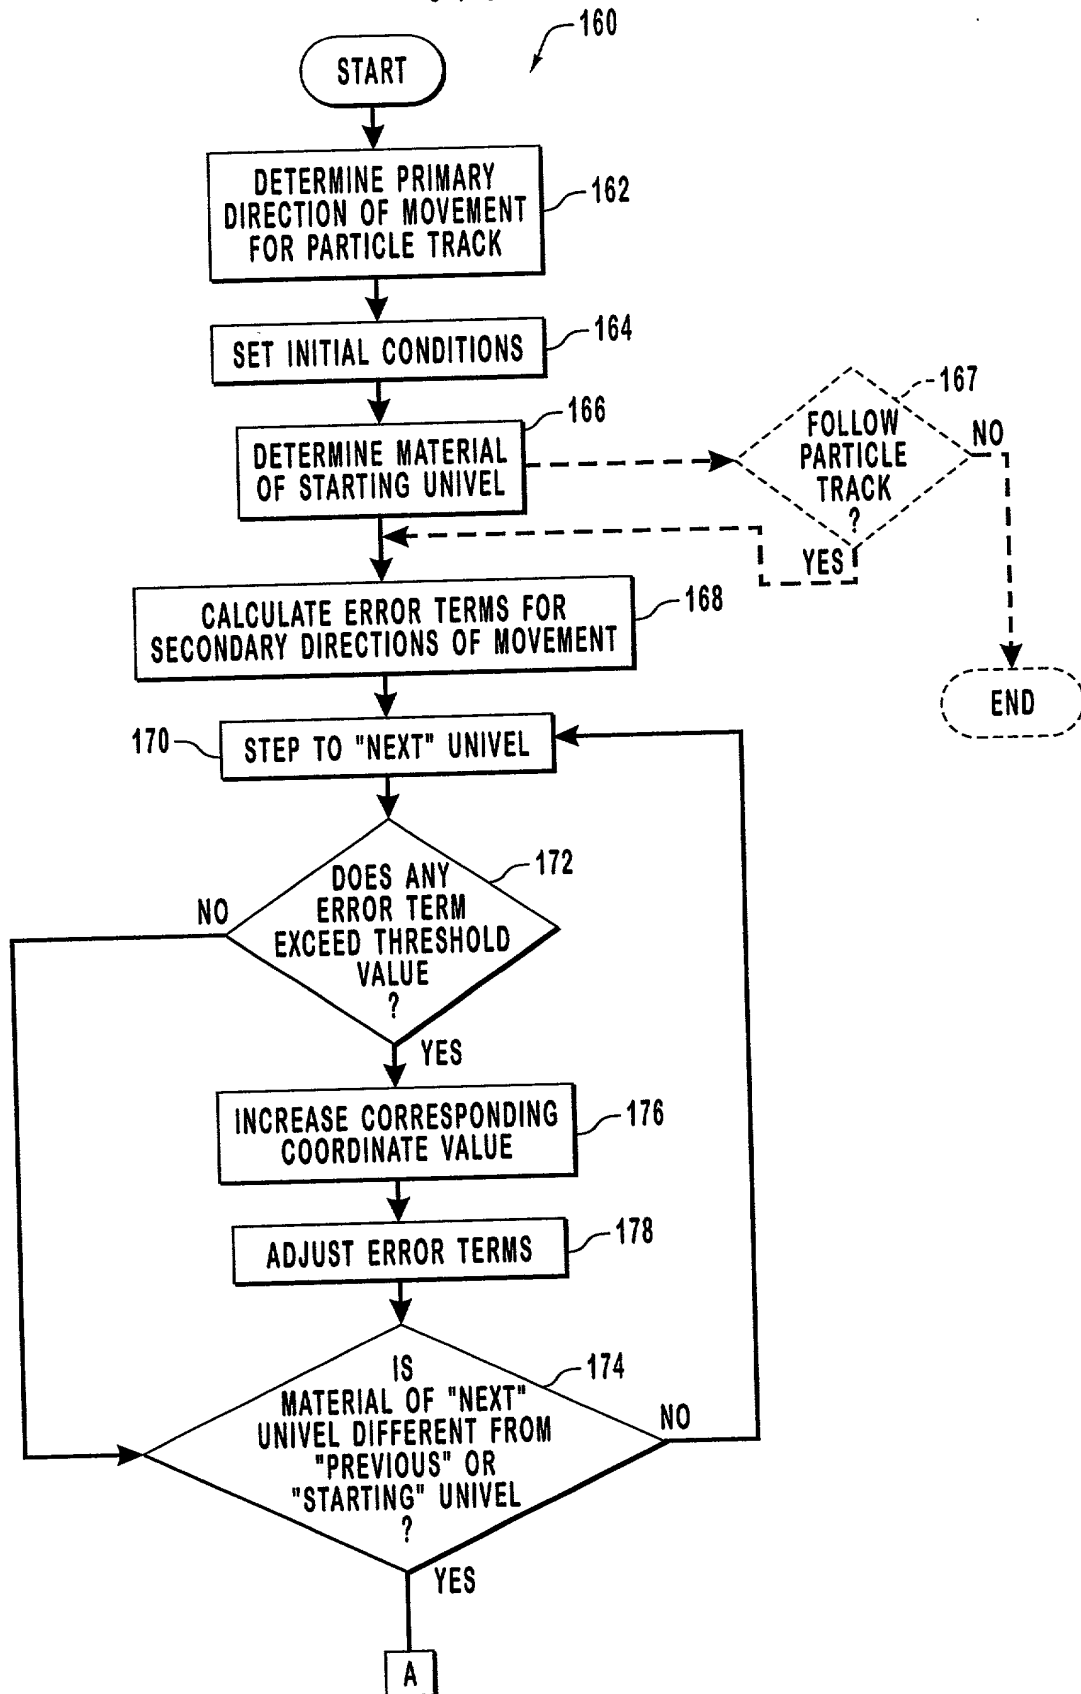 160
START
DETERMINE PRIMARY
DIRECTION OF MOVEMENT
FOR PARTICLE TRACK
162
SET INITIAL CONDITIONS
164
DETERMINE MATERIAL
OF STARTING UNIVEL
166
FOLLOW
PARTICLE
TRACK
?
167
NO
YES
END
CALCULATE ERROR TERMS FOR
SECONDARY DIRECTIONS OF MOVEMENT
168
170
STEP TO "NEXT" UNIVEL
DOES ANY
ERROR TERM
EXCEED THRESHOLD
VALUE
?
172
NO
YES
INCREASE CORRESPONDING
COORDINATE VALUE
176
ADJUST ERROR TERMS
178
IS
MATERIAL OF "NEXT"
UNIVEL DIFFERENT FROM
"PREVIOUS" OR
"STARTING" UNIVEL
?
174
NO
YES
A